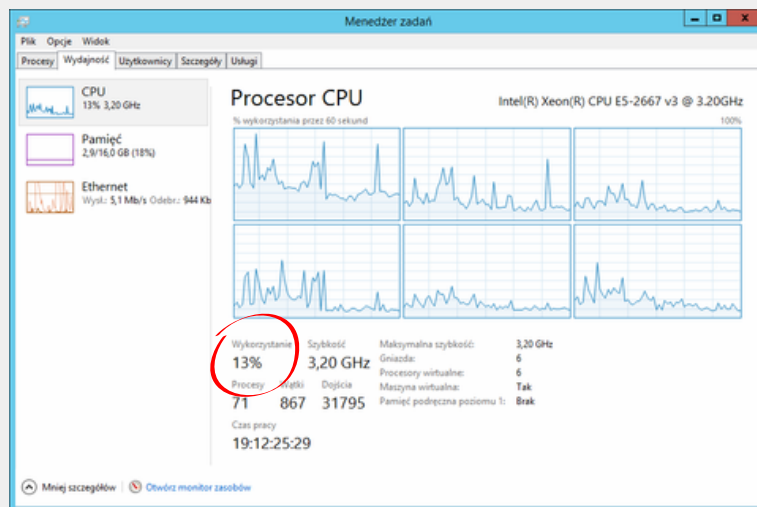 Menedżer zadań
Plik Opcje Widok
Procesy Wydajność Użytkownicy Szczegóły Usługi
CPU
13% 3,20 GHz
Pamięć
2,9/16,0 GB (18%)
Ethernet
Wysł.: 5,1 Mb/s Odebr.: 944 Kb
Procesor CPU
Intel(R) Xeon(R) CPU E5-2667 v3 @ 3.20GHz
% wykorzystania przez 60 sekund 100%
Wykorzystanie Szybkość
13% 3,20 GHz
Procesy Wątki Dojścia
71 867 31795
Czas pracy
19:12:25:29
Maksymalna szybkość: 3,20 GHz
Gniazda: 6
Procesory wirtualne: 6
Maszyna wirtualna: Tak
Pamięć podręczna poziomu 1: Brak
Mniej szczegółów Otwórz monitor zasobów